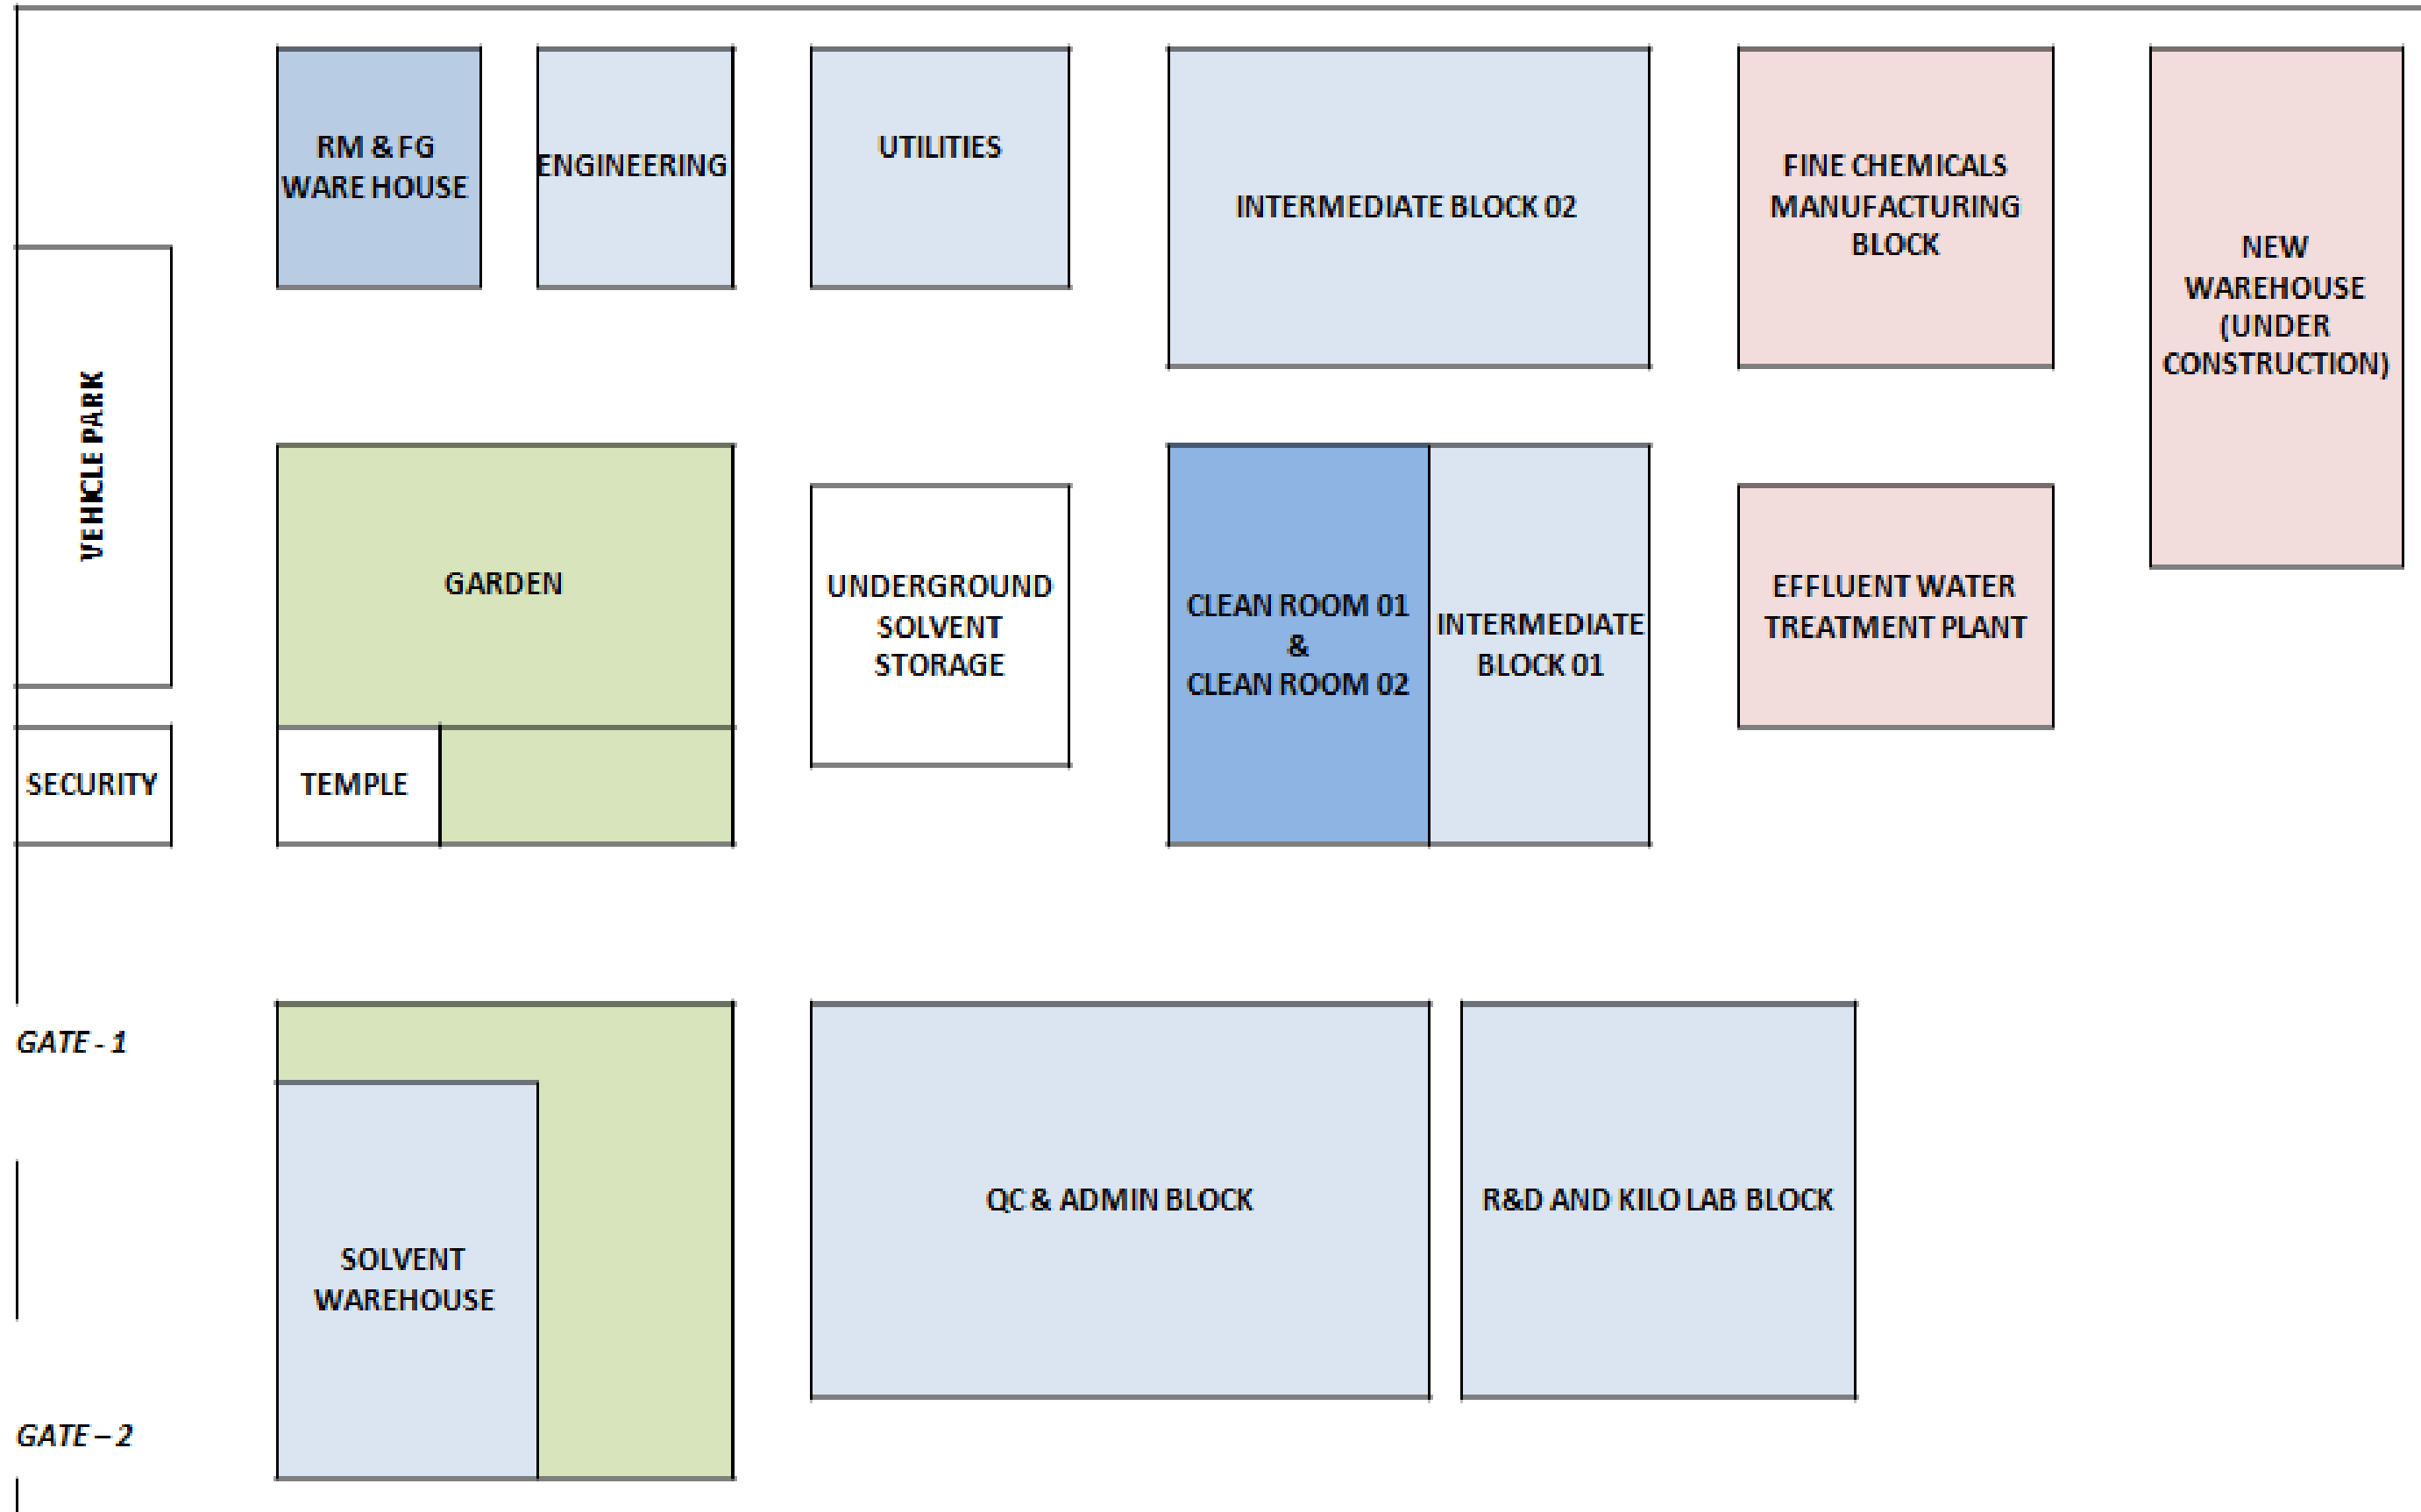 RM & FG
WARE HOUSE
ENGINEERING
UTILITIES
INTERMEDIATE BLOCK 02
FINE CHEMICALS
MANUFACTURING
BLOCK
NEW
WAREHOUSE
(UNDER
CONSTRUCTION)
VEHICLE PARK
GARDEN
UNDERGROUND
SOLVENT
STORAGE
CLEAN ROOM 01
&
CLEAN ROOM 02
INTERMEDIATE
BLOCK 01
EFFLUENT WATER
TREATMENT PLANT
SECURITY
TEMPLE
GATE - 1
QC & ADMIN BLOCK
R&D AND KILO LAB BLOCK
SOLVENT
WAREHOUSE
GATE – 2